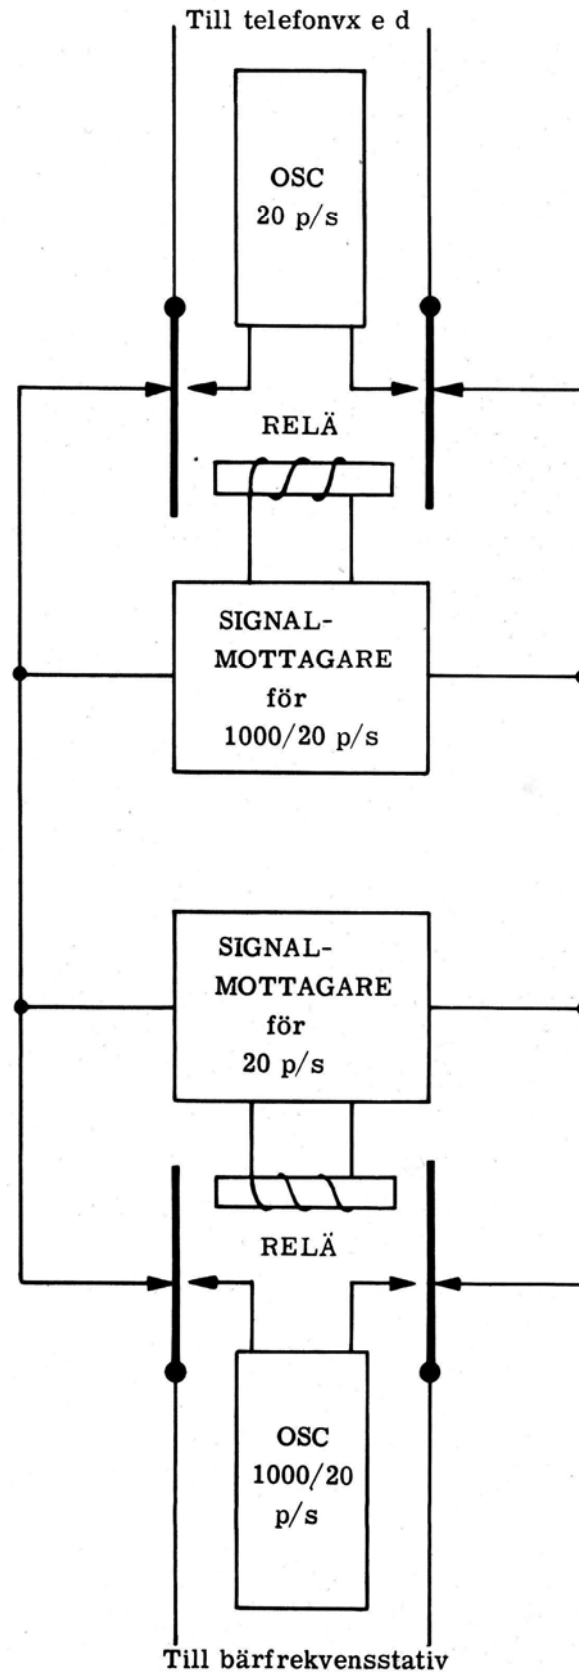 Till telefonvx e d
OSC
20 p/s
RELÄ
SIGNAL-
MOTTAGARE
för
1000/20 p/s
SIGNAL-
MOTTAGARE
för
20 p/s
RELÄ
OSC
1000/20
p/s
Till bärfrekvensstativ